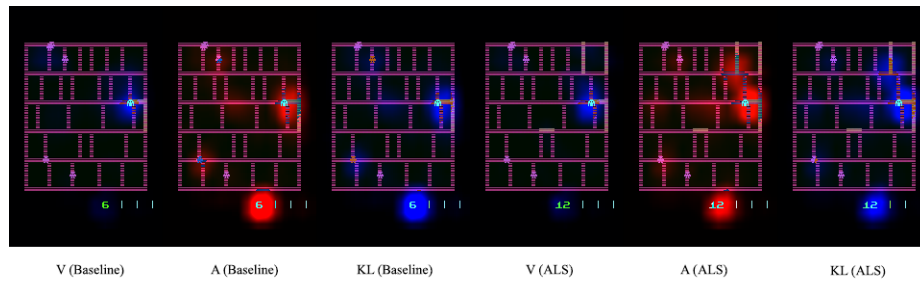 6
6
6
12
12
12
V (Baseline)
A (Baseline)
KL (Baseline)
V (ALS)
A (ALS)
KL (ALS)